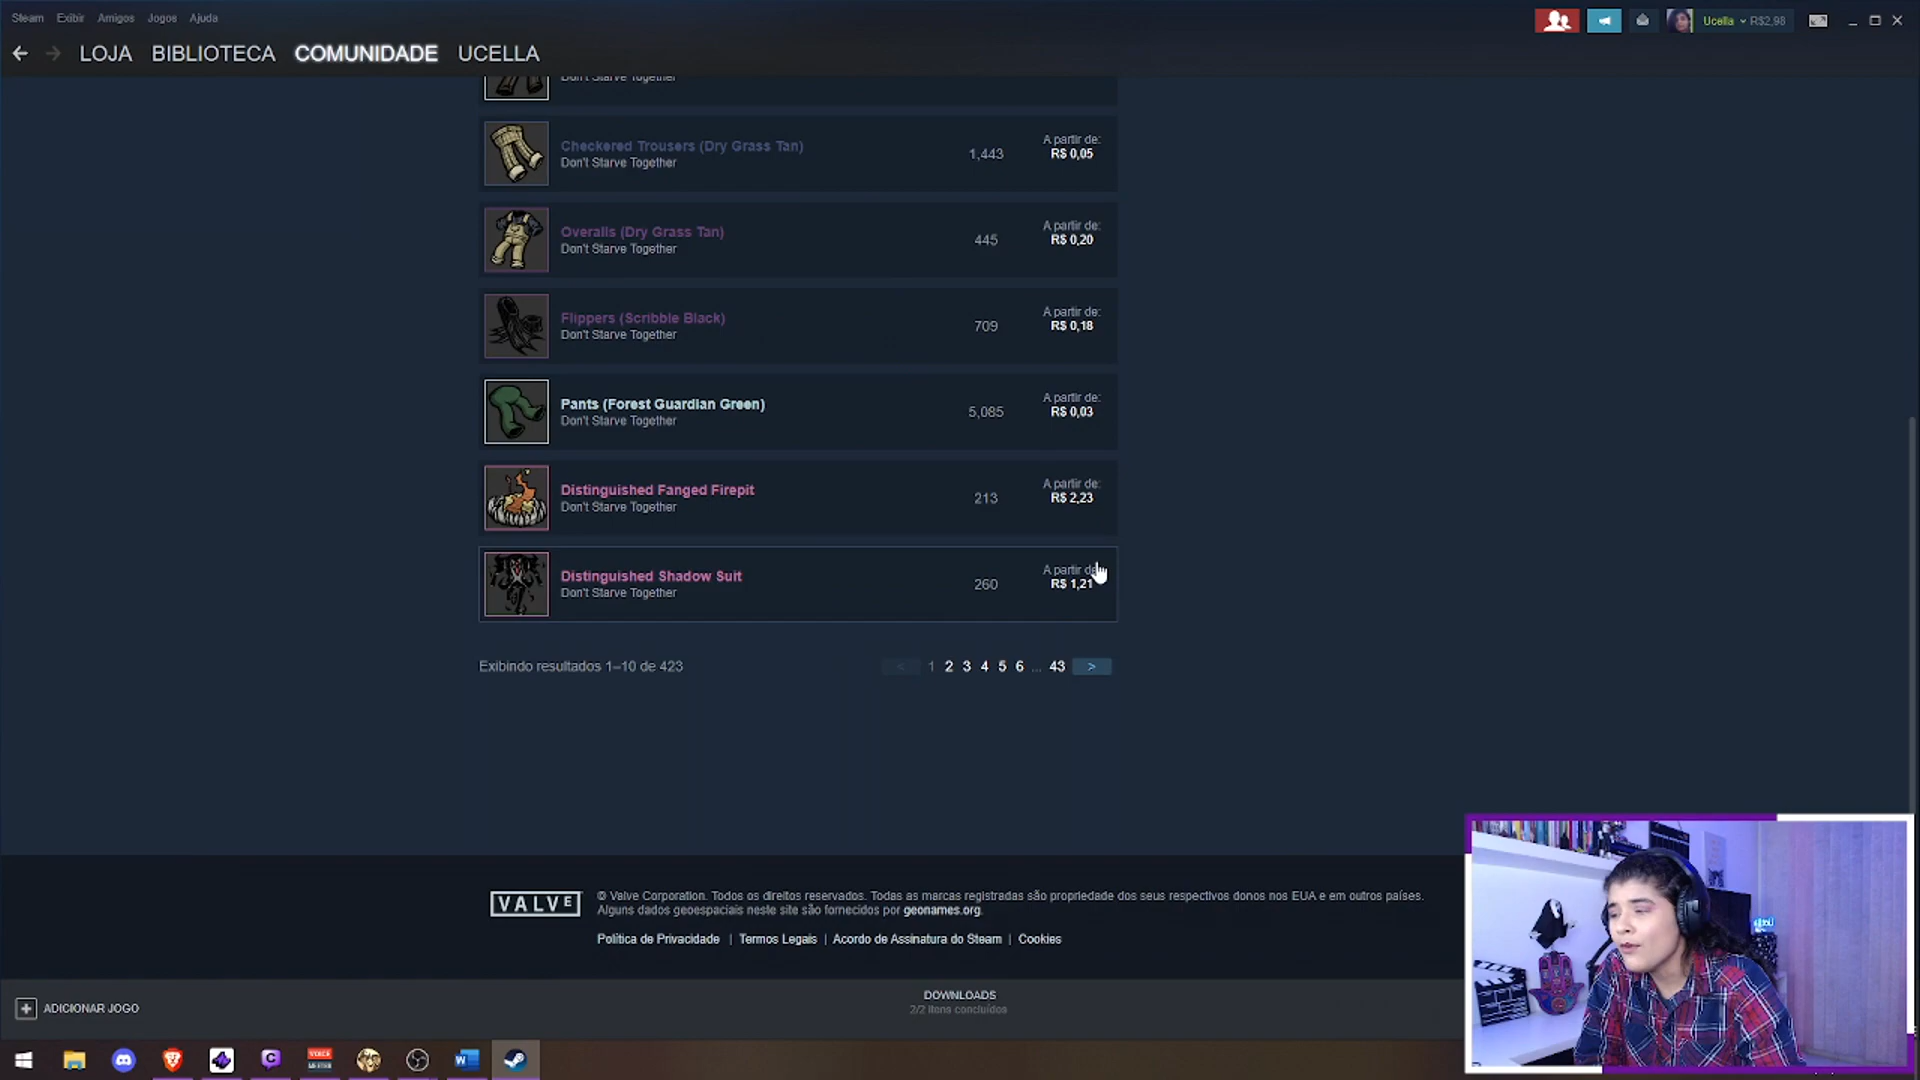 Steam Exibir Amigos Jogos Ajuda
Ucella R$2,98
LOJA BIBLIOTECA COMUNIDADE UCELLA
Don't Starve Together
Checkered Trousers (Dry Grass Tan)
Don't Starve Together
1,443
A partir de:
R$ 0,05
Overalls (Dry Grass Tan)
Don't Starve Together
445
A partir de:
R$ 0,20
Flippers (Scribble Black)
Don't Starve Together
709
A partir de:
R$ 0,18
Pants (Forest Guardian Green)
Don't Starve Together
5,085
A partir de:
R$ 0,03
Distinguished Fanged Firepit
Don't Starve Together
213
A partir de:
R$ 2,23
Distinguished Shadow Suit
Don't Starve Together
260
A partir de
R$ 1,21
Exibindo resultados 1–10 de 423
< 1 2 3 4 5 6 ... 43 >
VALVE
© Valve Corporation. Todos os direitos reservados. Todas as marcas registradas são propriedade dos seus respectivos donos nos EUA e em outros países.
Alguns dados geoespaciais neste site são fornecidos por geonames.org.
Política de Privacidade | Termos Legais | Acordo de Assinatura do Steam | Cookies
ADICIONAR JOGO
DOWNLOADS
2/2 itens concluídos
VOICE
MEETER